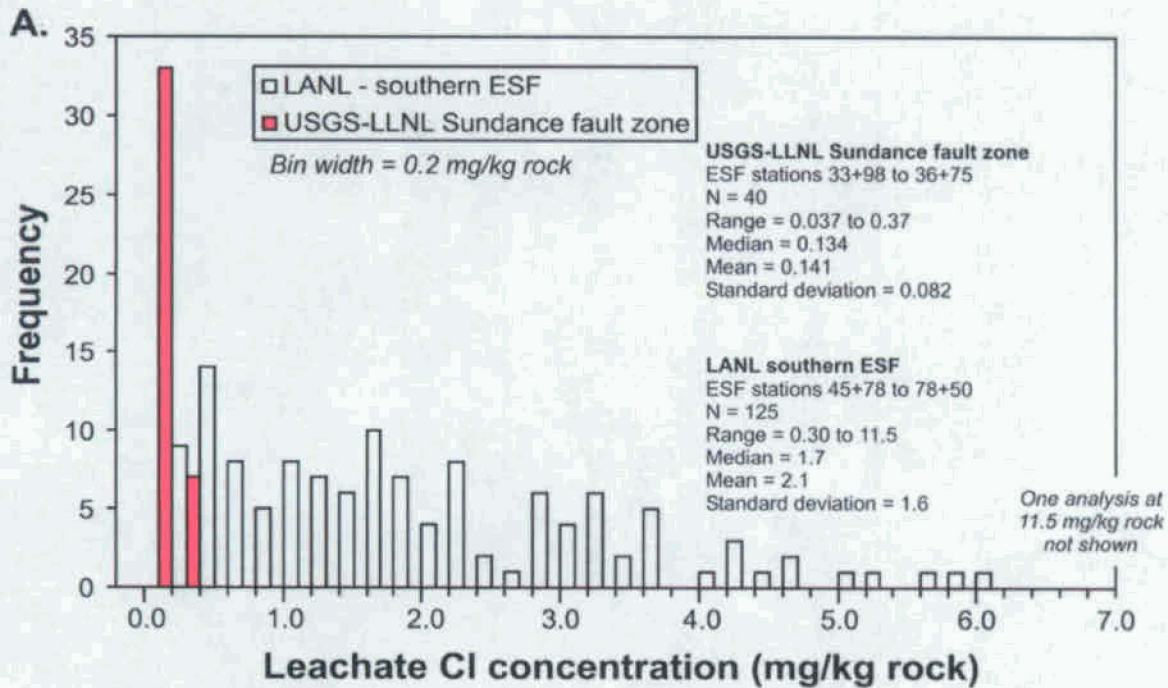 A.
35
30
25
20
15
10
5
0
Frequency
LANL - southern ESF
USGS-LLNL Sundance fault zone
Bin width = 0.2 mg/kg rock
USGS-LLNL Sundance fault zone
ESF stations 33+98 to 36+75
N = 40
Range = 0.037 to 0.37
Median = 0.134
Mean = 0.141
Standard deviation = 0.082
LANL southern ESF
ESF stations 45+78 to 78+50
N = 125
Range = 0.30 to 11.5
Median = 1.7
Mean = 2.1
Standard deviation = 1.6
One analysis at
11.5 mg/kg rock
not shown
0.0 1.0 2.0 3.0 4.0 5.0 6.0 7.0
Leachate Cl concentration (mg/kg rock)